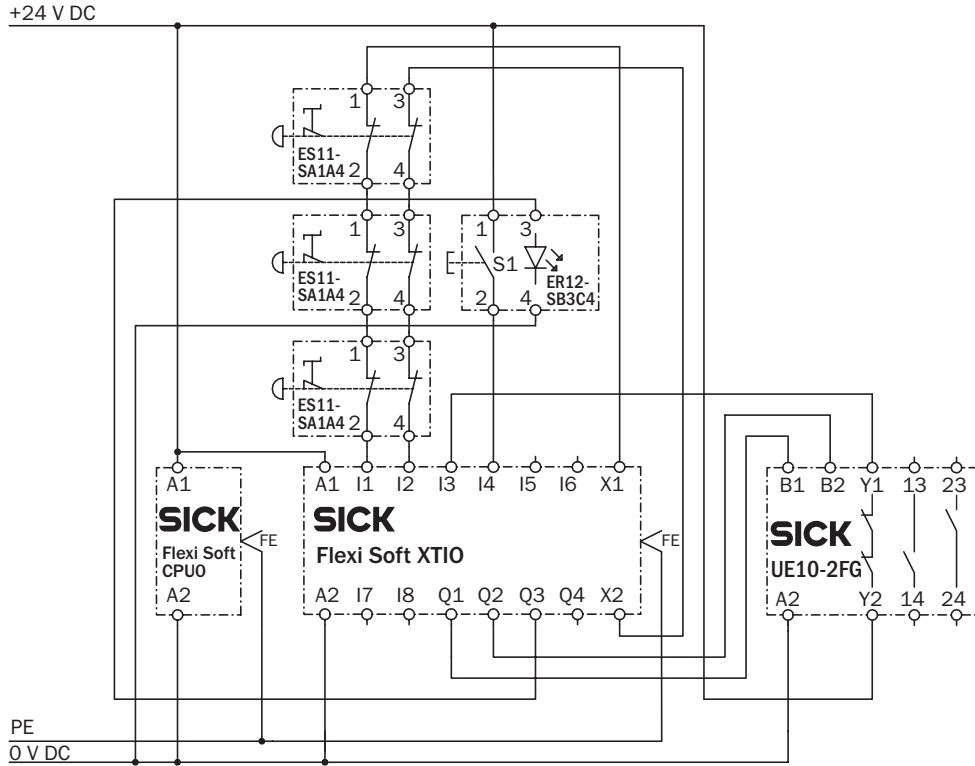 +24 V DC
1 3
ES11-
SA1A4 2 4
1 3
ES11-
SA1A4
2 4
1 3
S1
ER12-
SB3C4
2 4
1 3
ES11-
SA1A4 2 4
A1
SICK
Flexi Soft
CPU0
A2
FE
A1 I1 I2 I3 I4 I5 I6 X1
SICK
Flexi Soft XTIO
A2 I7 I8 Q1 Q2 Q3 Q4 X2
FE
B1 B2 Y1 13 23
SICK
UE10-2FG
A2 Y2 14 24
PE
0 V DC